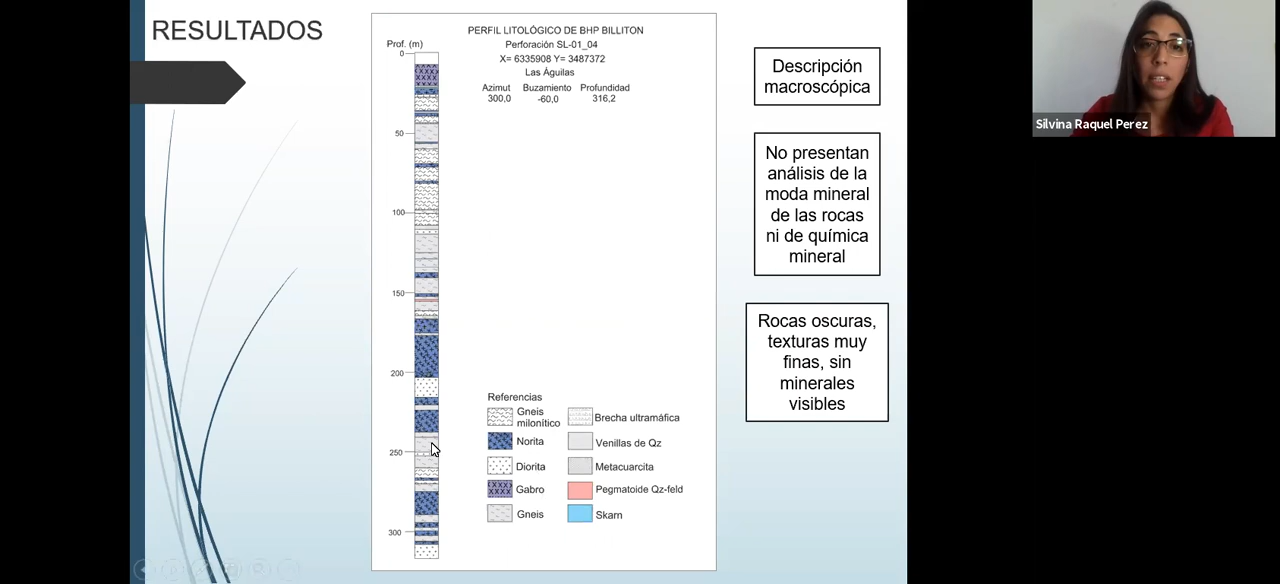 RESULTADOS
PERFIL LITOLÓGICO DE BHP BILLITON
Perforación SL-01_04
X= 6335908 Y= 3487372
Las Águilas
Azimut Buzamiento Profundidad
300,0 -60,0 316,2
Prof. (m)
0
50
100
150
200
250
300
Referencias
Gneis
milonítico
Norita
Diorita
Gabro
Gneis
Brecha ultramáfica
Venillas de Qz
Metacuarcita
Pegmatoide Qz-feld
Skarn
Descripción
macroscópica
No presentan
análisis de la
moda mineral
de las rocas
ni de química
mineral
Rocas oscuras,
texturas muy
finas, sin
minerales
visibles
Silvina Raquel Perez